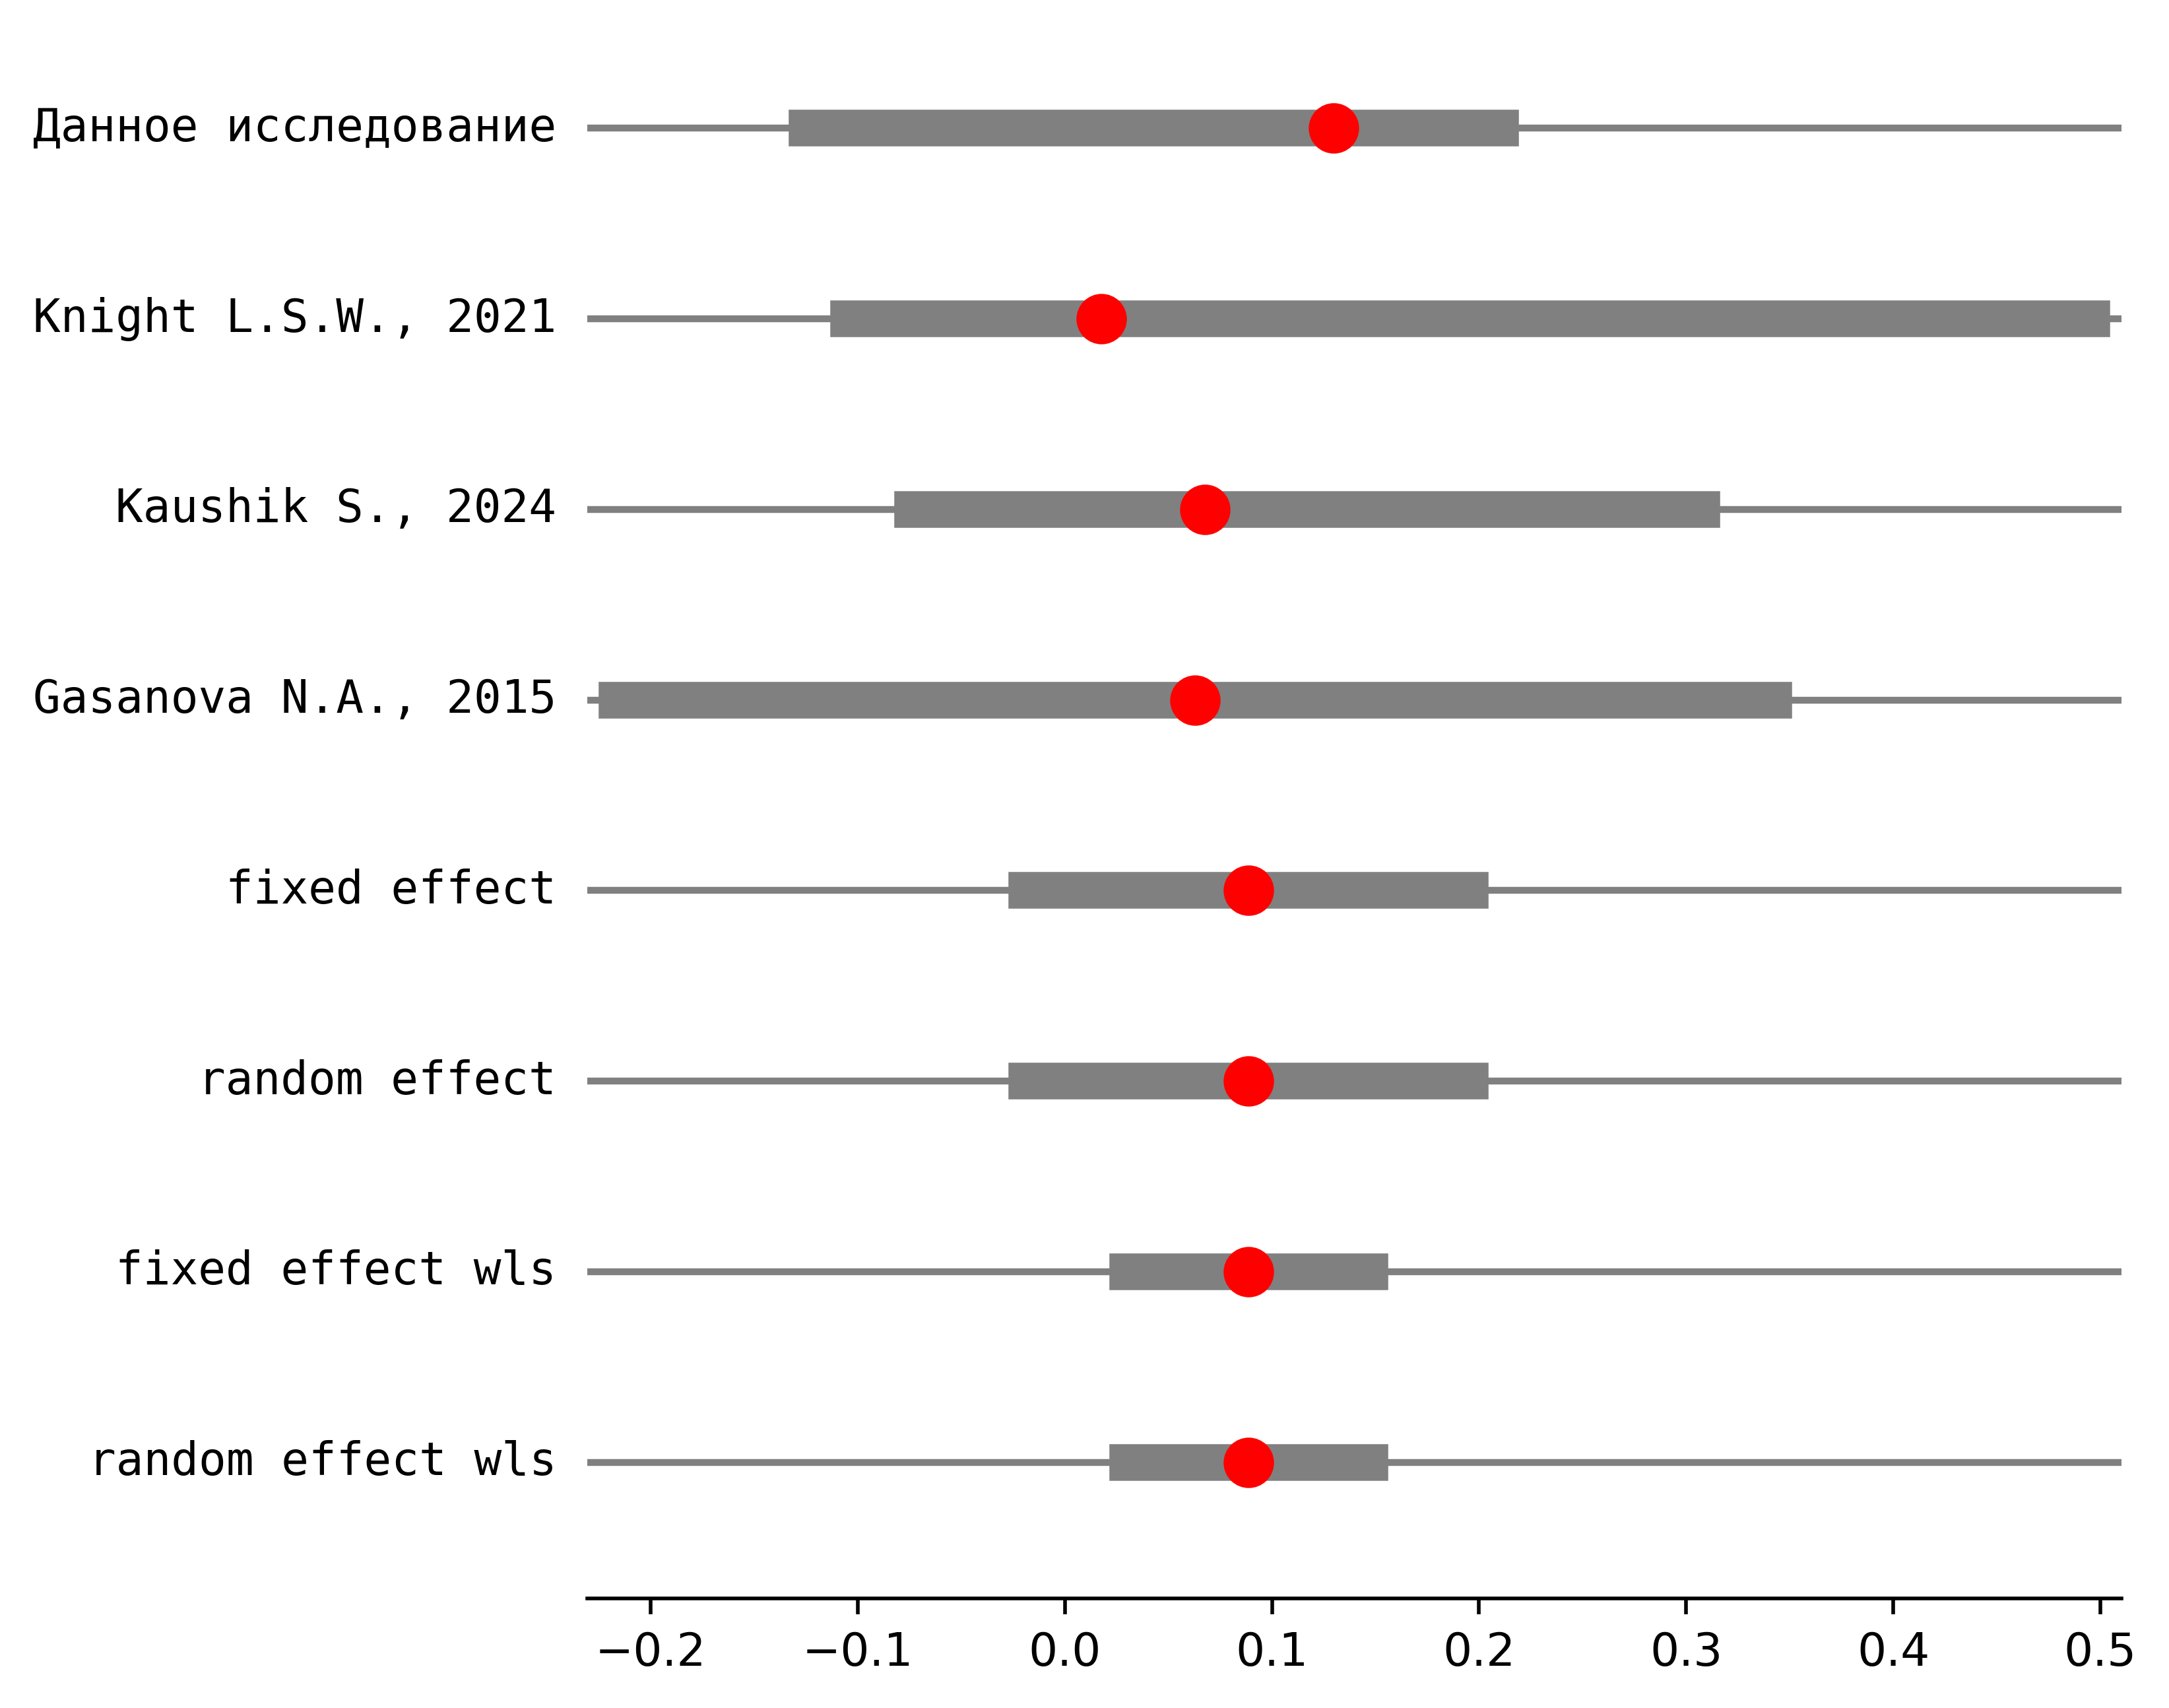 Данное исследование
Knight L.S.W., 2021
Kaushik S., 2024
Gasanova N.A., 2015
fixed effect
random effect
fixed effect wls
random effect wls
−0.2 −0.1 0.0 0.1 0.2 0.3 0.4 0.5